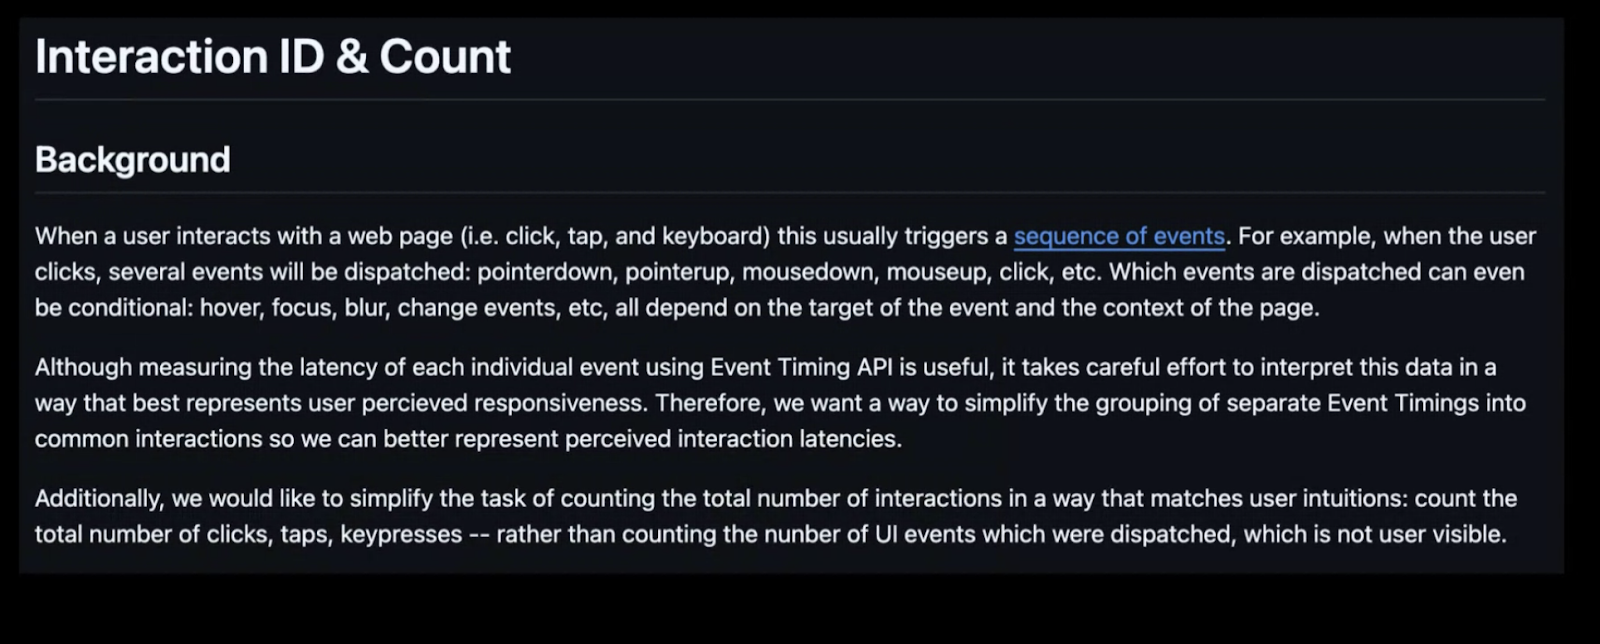 Interaction ID & Count
Background
When a user interacts with a web page (i.e. click, tap, and keyboard) this usually triggers a sequence of events. For example, when the user
clicks, several events will be dispatched: pointerdown, pointerup, mousedown, mouseup, click, etc. Which events are dispatched can even
be conditional: hover, focus, blur, change events, etc, all depend on the target of the event and the context of the page.
Although measuring the latency of each individual event using Event Timing API is useful, it takes careful effort to interpret this data in a
way that best represents user percieved responsiveness. Therefore, we want a way to simplify the grouping of separate Event Timings into
common interactions so we can better represent perceived interaction latencies.
Additionally, we would like to simplify the task of counting the total number of interactions in a way that matches user intuitions: count the
total number of clicks, taps, keypresses -- rather than counting the nunber of UI events which were dispatched, which is not user visible.